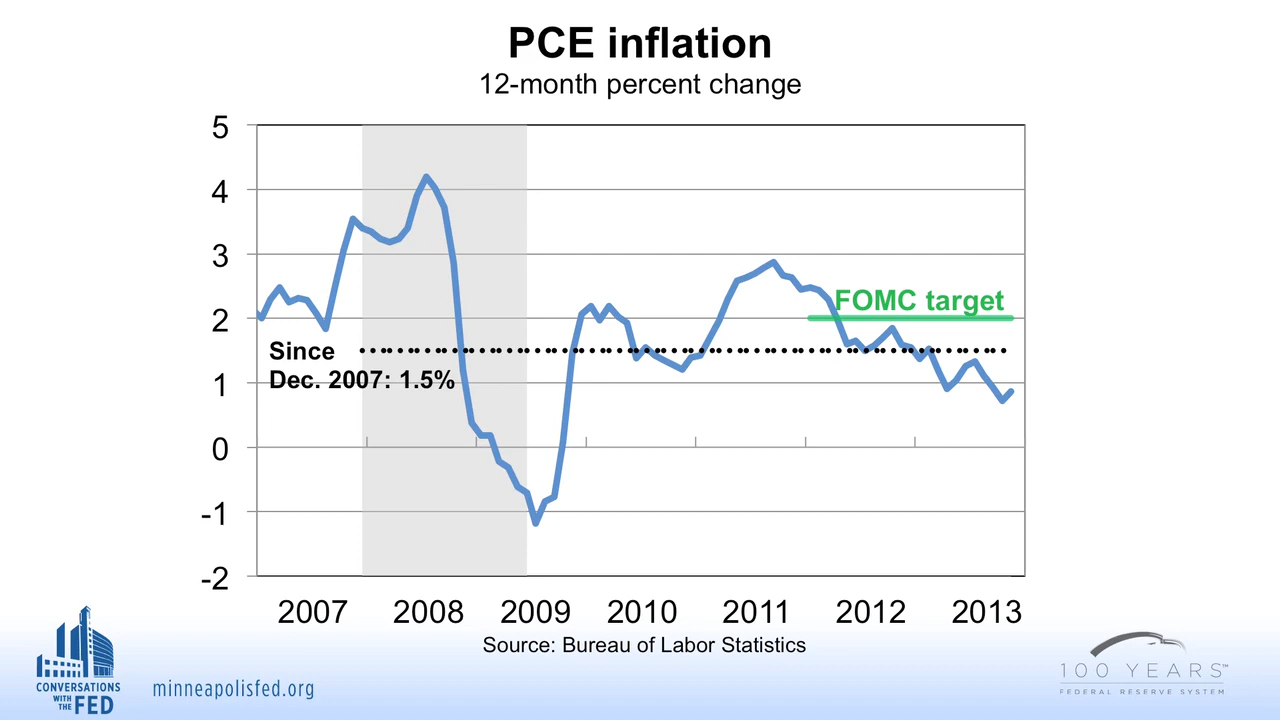 PCE inflation
12-month percent change
5
4
3
2
1
0
-1
-2
FOMC target
Since
Dec. 2007: 1.5%
2007 2008 2009 2010 2011 2012 2013
Source: Bureau of Labor Statistics
CONVERSATIONS
WITH THE FED
minneapolisfed.org
100 YEARS™
FEDERAL RESERVE SYSTEM